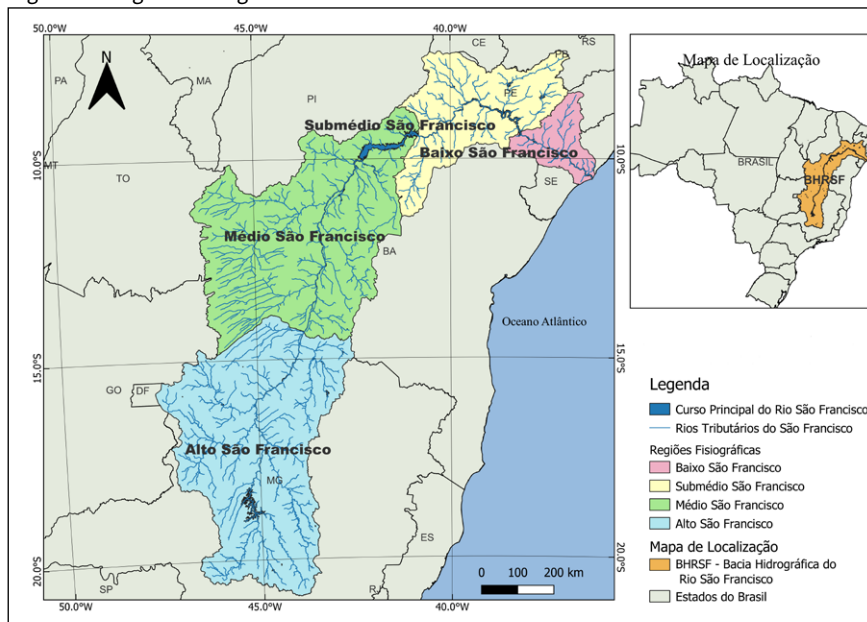 50.0°W
45.0°W
40.0°W
CE
RS
PB
PA
N
MA
PI
PE
Submédio São Francisco
Baixo São Francisco
10.0°S
10.0°S
MT
TO
SE
Médio São Francisco
BA
Oceano Atlântico
15.0°S
15.0°S
GO
DF
Alto São Francisco
MG
ES
20.0°S
20.0°S
SP
RJ
0 100 200 km
50.0°W
45.0°W
40.0°W
Mapa de Localização
BRASIL
BHRSF
Legenda
Curso Principal do Rio São Francisco
Rios Tributários do São Francisco
Regiões Fisiográficas
Baixo São Francisco
Submédio São Francisco
Médio São Francisco
Alto São Francisco
Mapa de Localização
BHRSF - Bacia Hidrográfica do
Rio São Francisco
Estados do Brasil